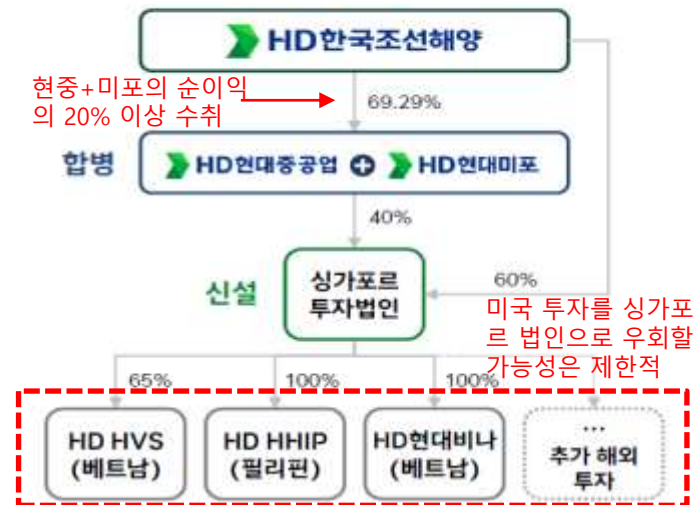 HD한국조선해양
현중+미포의 순이익
의 20% 이상 수취
69.29%
합병
HD현대중공업 + HD현대미포
40%
신설
싱가포르
투자법인
60%
미국 투자를 싱가포
르 법인으로 우회할
가능성은 제한적
65%
100%
100%
HD HVS
(베트남)
HD HHIP
(필리핀)
HD현대비나
(베트남)
...
추가 해외
투자